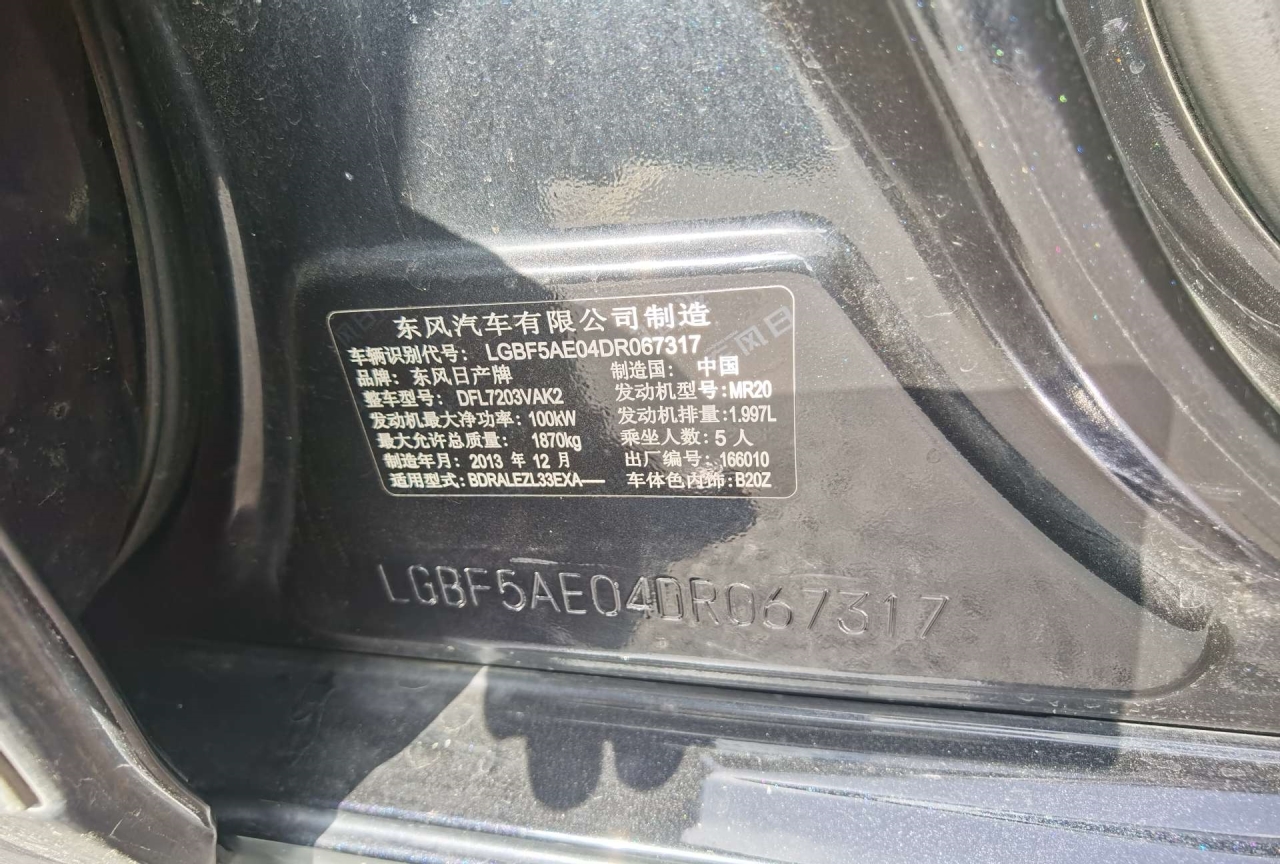 东风汽车有限公司制造
车辆识别代号: LGBF5AE04DR067317
品牌: 东风日产牌 制造国: 中国
整车型号: DFL7203VAK2 发动机型号:MR20
发动机最大净功率: 100kW 发动机排量:1.997L
最大允许总质量: 1870kg 乘坐人数: 5 人
制造年月: 2013 年 12 月 出厂编号: 166010
适用型式: BDRALEZL33EXA— 车体色内饰:B20Z
LGBF5AE04DR067317